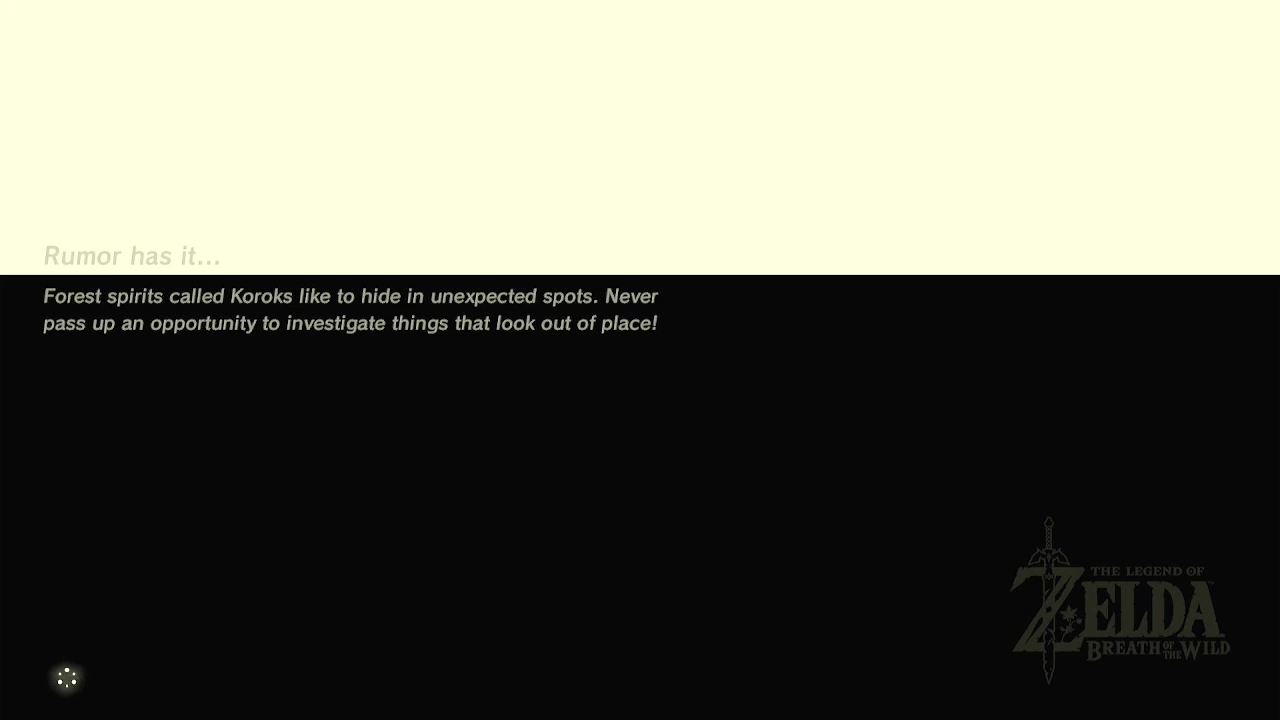 Rumor has it...
Forest spirits called Koroks like to hide in unexpected spots. Never
pass up an opportunity to investigate things that look out of place!
THE LEGEND OF
ZELDA
BREATH OF THE WILD